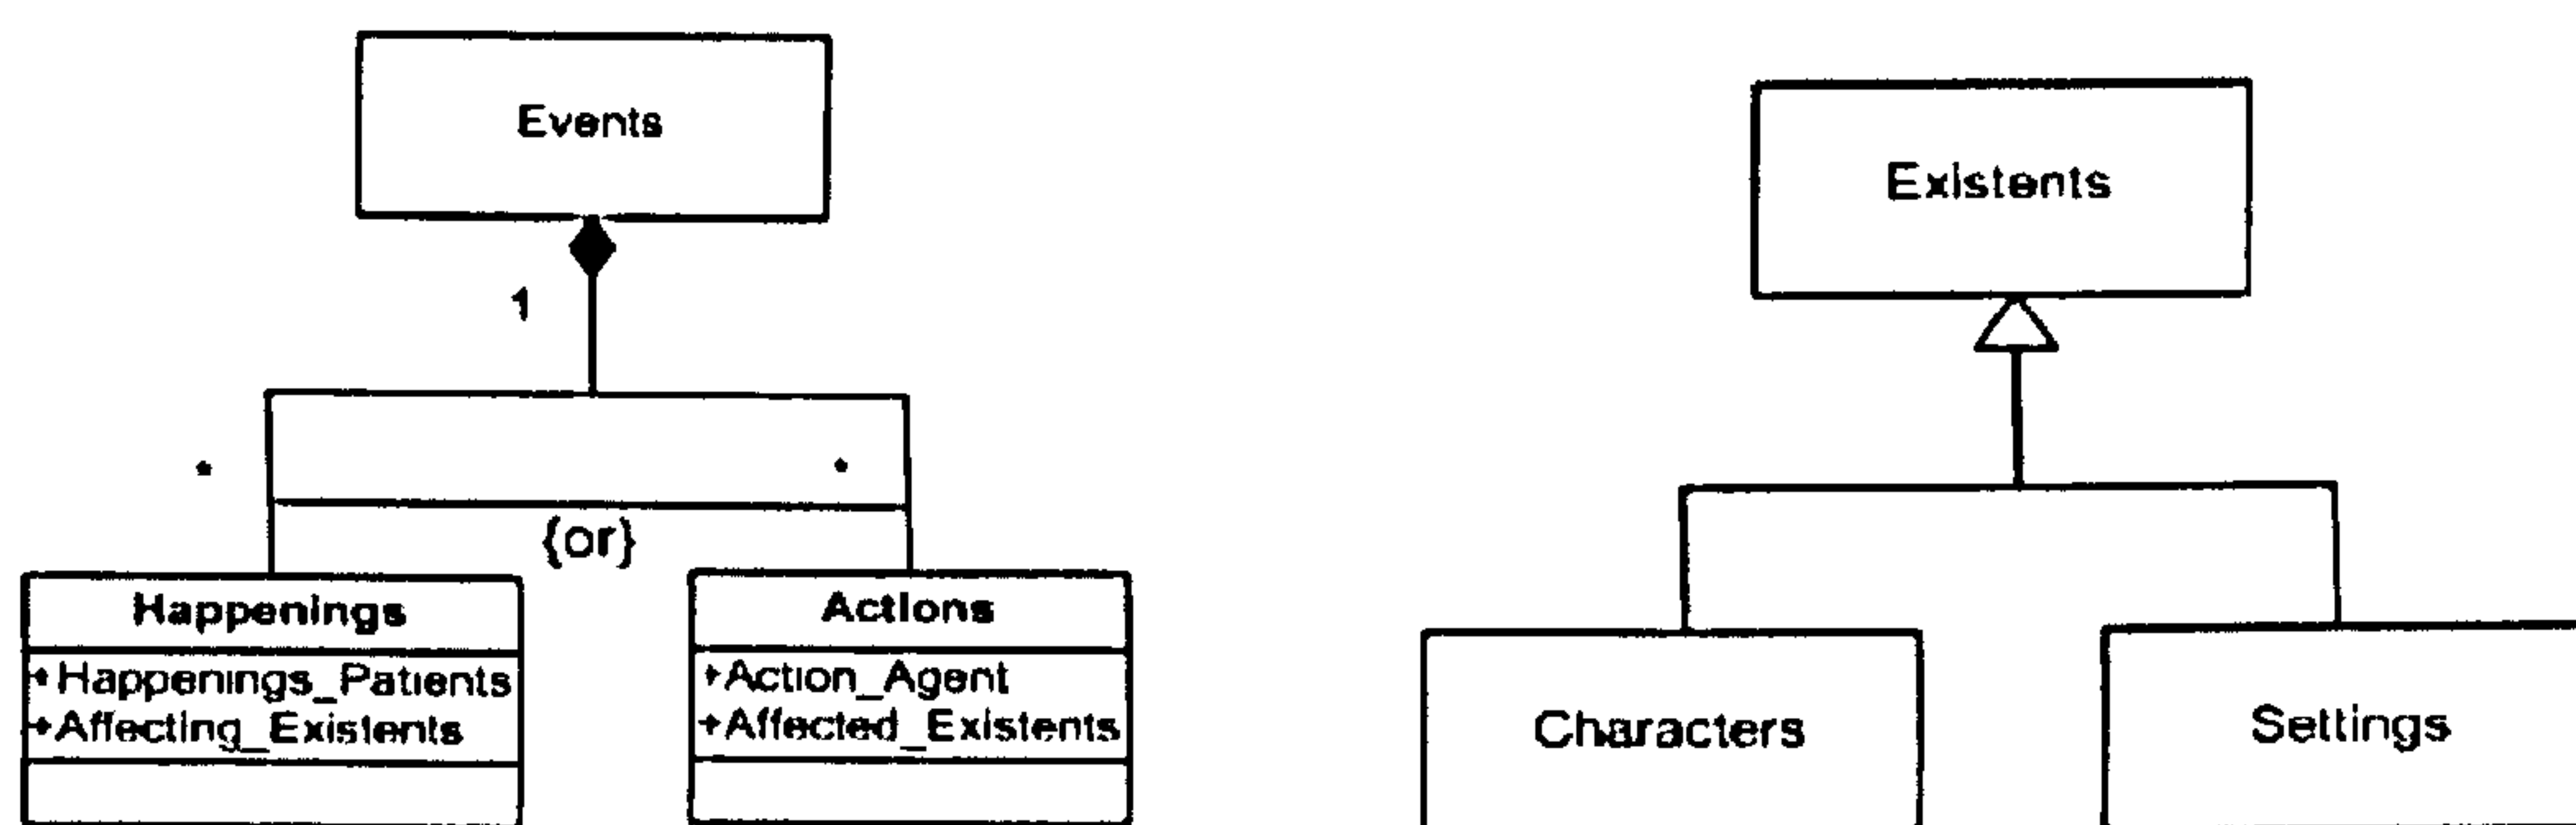 Events
Existents
1
*
*
{or}
Happenings
+Happenings_Patients
+Affecting_Existents
Actions
+Action_Agent
+Affected_Existents
Characters
Settings